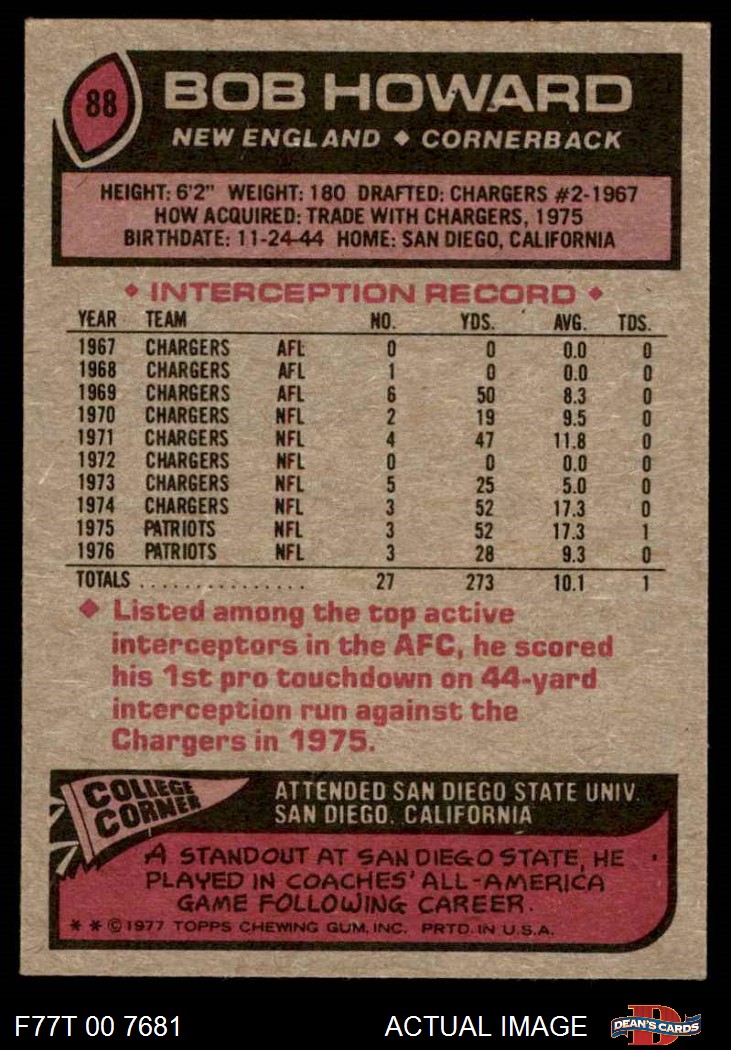 88
BOB HOWARD
NEW ENGLAND ◆ CORNERBACK
HEIGHT: 6'2" WEIGHT: 180 DRAFTED: CHARGERS #2-1967
HOW ACQUIRED: TRADE WITH CHARGERS, 1975
BIRTHDATE: 11-24-44 HOME: SAN DIEGO, CALIFORNIA
◆ INTERCEPTION RECORD ◆
YEAR TEAM NO. YDS. AVG. TDS.
1967 CHARGERS AFL 0 0 0.0 0
1968 CHARGERS AFL 1 0 0.0 0
1969 CHARGERS AFL 6 50 8.3 0
1970 CHARGERS NFL 2 19 9.5 0
1971 CHARGERS NFL 4 47 11.8 0
1972 CHARGERS NFL 0 0 0.0 0
1973 CHARGERS NFL 5 25 5.0 0
1974 CHARGERS NFL 3 52 17.3 0
1975 PATRIOTS NFL 3 52 17.3 1
1976 PATRIOTS NFL 3 28 9.3 0
TOTALS ............... 27 273 10.1 1
◆ Listed among the top active
interceptors in the AFC, he scored
his 1st pro touchdown on 44-yard
interception run against the
Chargers in 1975.
COLLEGE
CORNER
ATTENDED SAN DIEGO STATE UNIV.
SAN DIEGO, CALIFORNIA
A STANDOUT AT SAN DIEGO STATE, HE
PLAYED IN COACHES' ALL-AMERICA
GAME FOLLOWING CAREER.
* * © 1977 TOPPS CHEWING GUM, INC. PRTD. IN U.S.A.
F77T 00 7681 ACTUAL IMAGE
D
DEAN'S CARDS